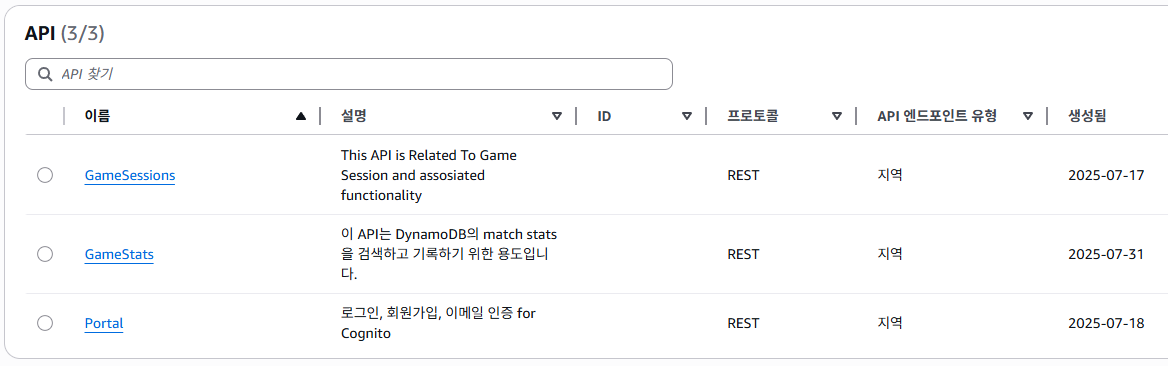 API (3/3)
API 찾기
이름 설명 ID 프로토콜 API 엔드포인트 유형 생성됨
This API is Related To Game
GameSessions Session and assosiated REST 지역 2025-07-17
functionality
이 API는 DynamoDB의 match stats
GameStats 을 검색하고 기록하기 위한 용도입니 REST 지역 2025-07-31
다.
로그인, 회원가입, 이메일 인증 for
Portal REST 지역 2025-07-18
Cognito